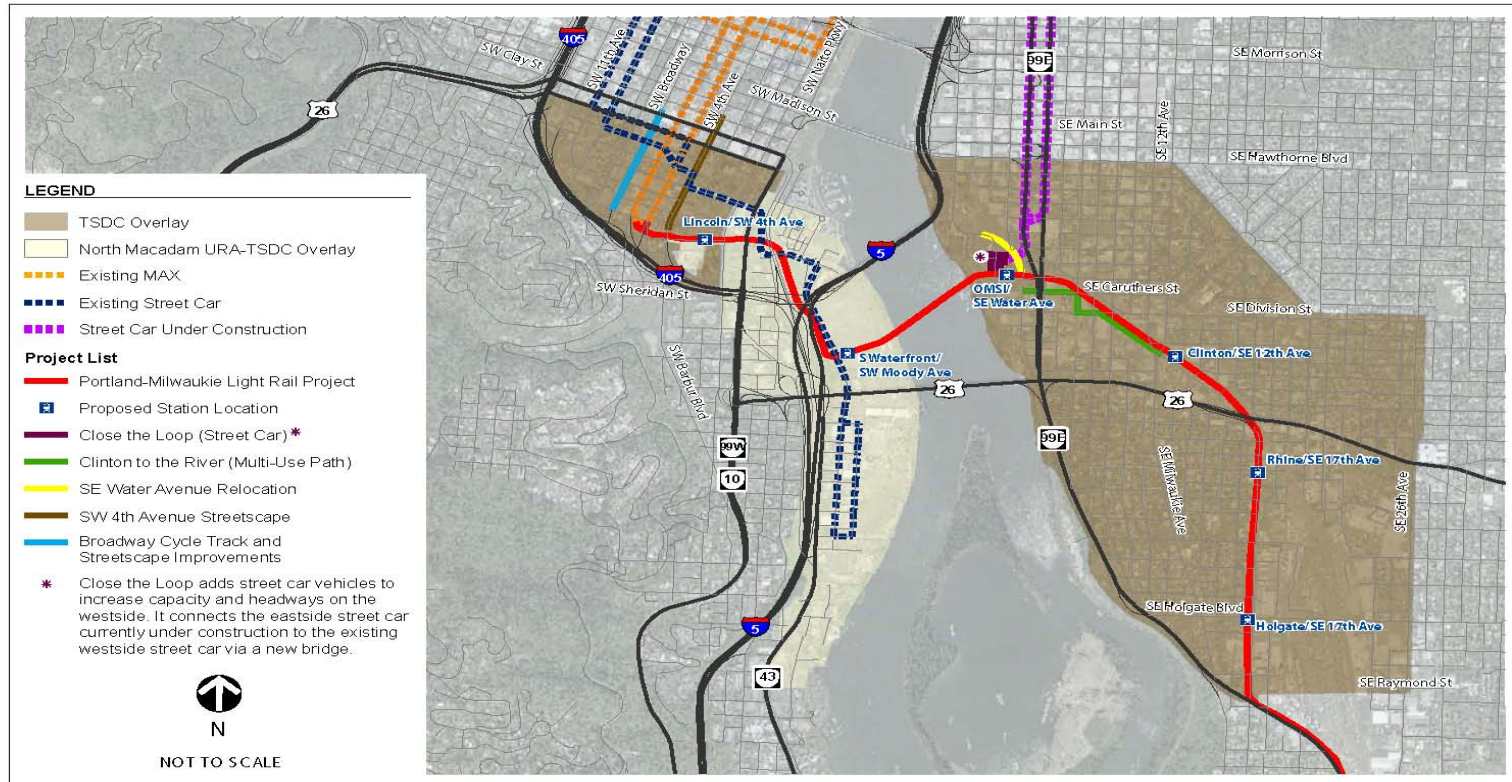 405
SW Clay St
SW 11th Ave
SW Broadway
SW 4th Ave
SW Naito Pkwy
SW Madison St
26
99E
SE Morrison St
SE 12th Ave
SE Main St
SE Hawthorne Blvd
LEGEND
TSDC Overlay
North Macadam URA-TSDC Overlay
Existing MAX
Existing Street Car
Street Car Under Construction
Project List
Portland-Milwaukie Light Rail Project
Proposed Station Location
Close the Loop (Street Car) *
Clinton to the River (Multi-Use Path)
SE Water Avenue Relocation
SW 4th Avenue Streetscape
Broadway Cycle Track and
Streetscape Improvements
* Close the Loop adds street car vehicles to
increase capacity and headways on the
westside. It connects the eastside street car
currently under construction to the existing
westside street car via a new bridge.
N
NOT TO SCALE
Lincoln/SW 4th Ave
405
SW Sheridan St
5
*
OMSI/
SE Water Ave
SE Caruthers St
SE Division St
SW Barbur Blvd
S Waterfront/
SW Moody Ave
Clinton/SE 12th Ave
26
26
99W
10
99E
SE Milwaukie Ave
Rhine/SE 17th Ave
SE 26th Ave
SE Holgate Blvd
Holgate/SE 17th Ave
5
43
SE Raymond St